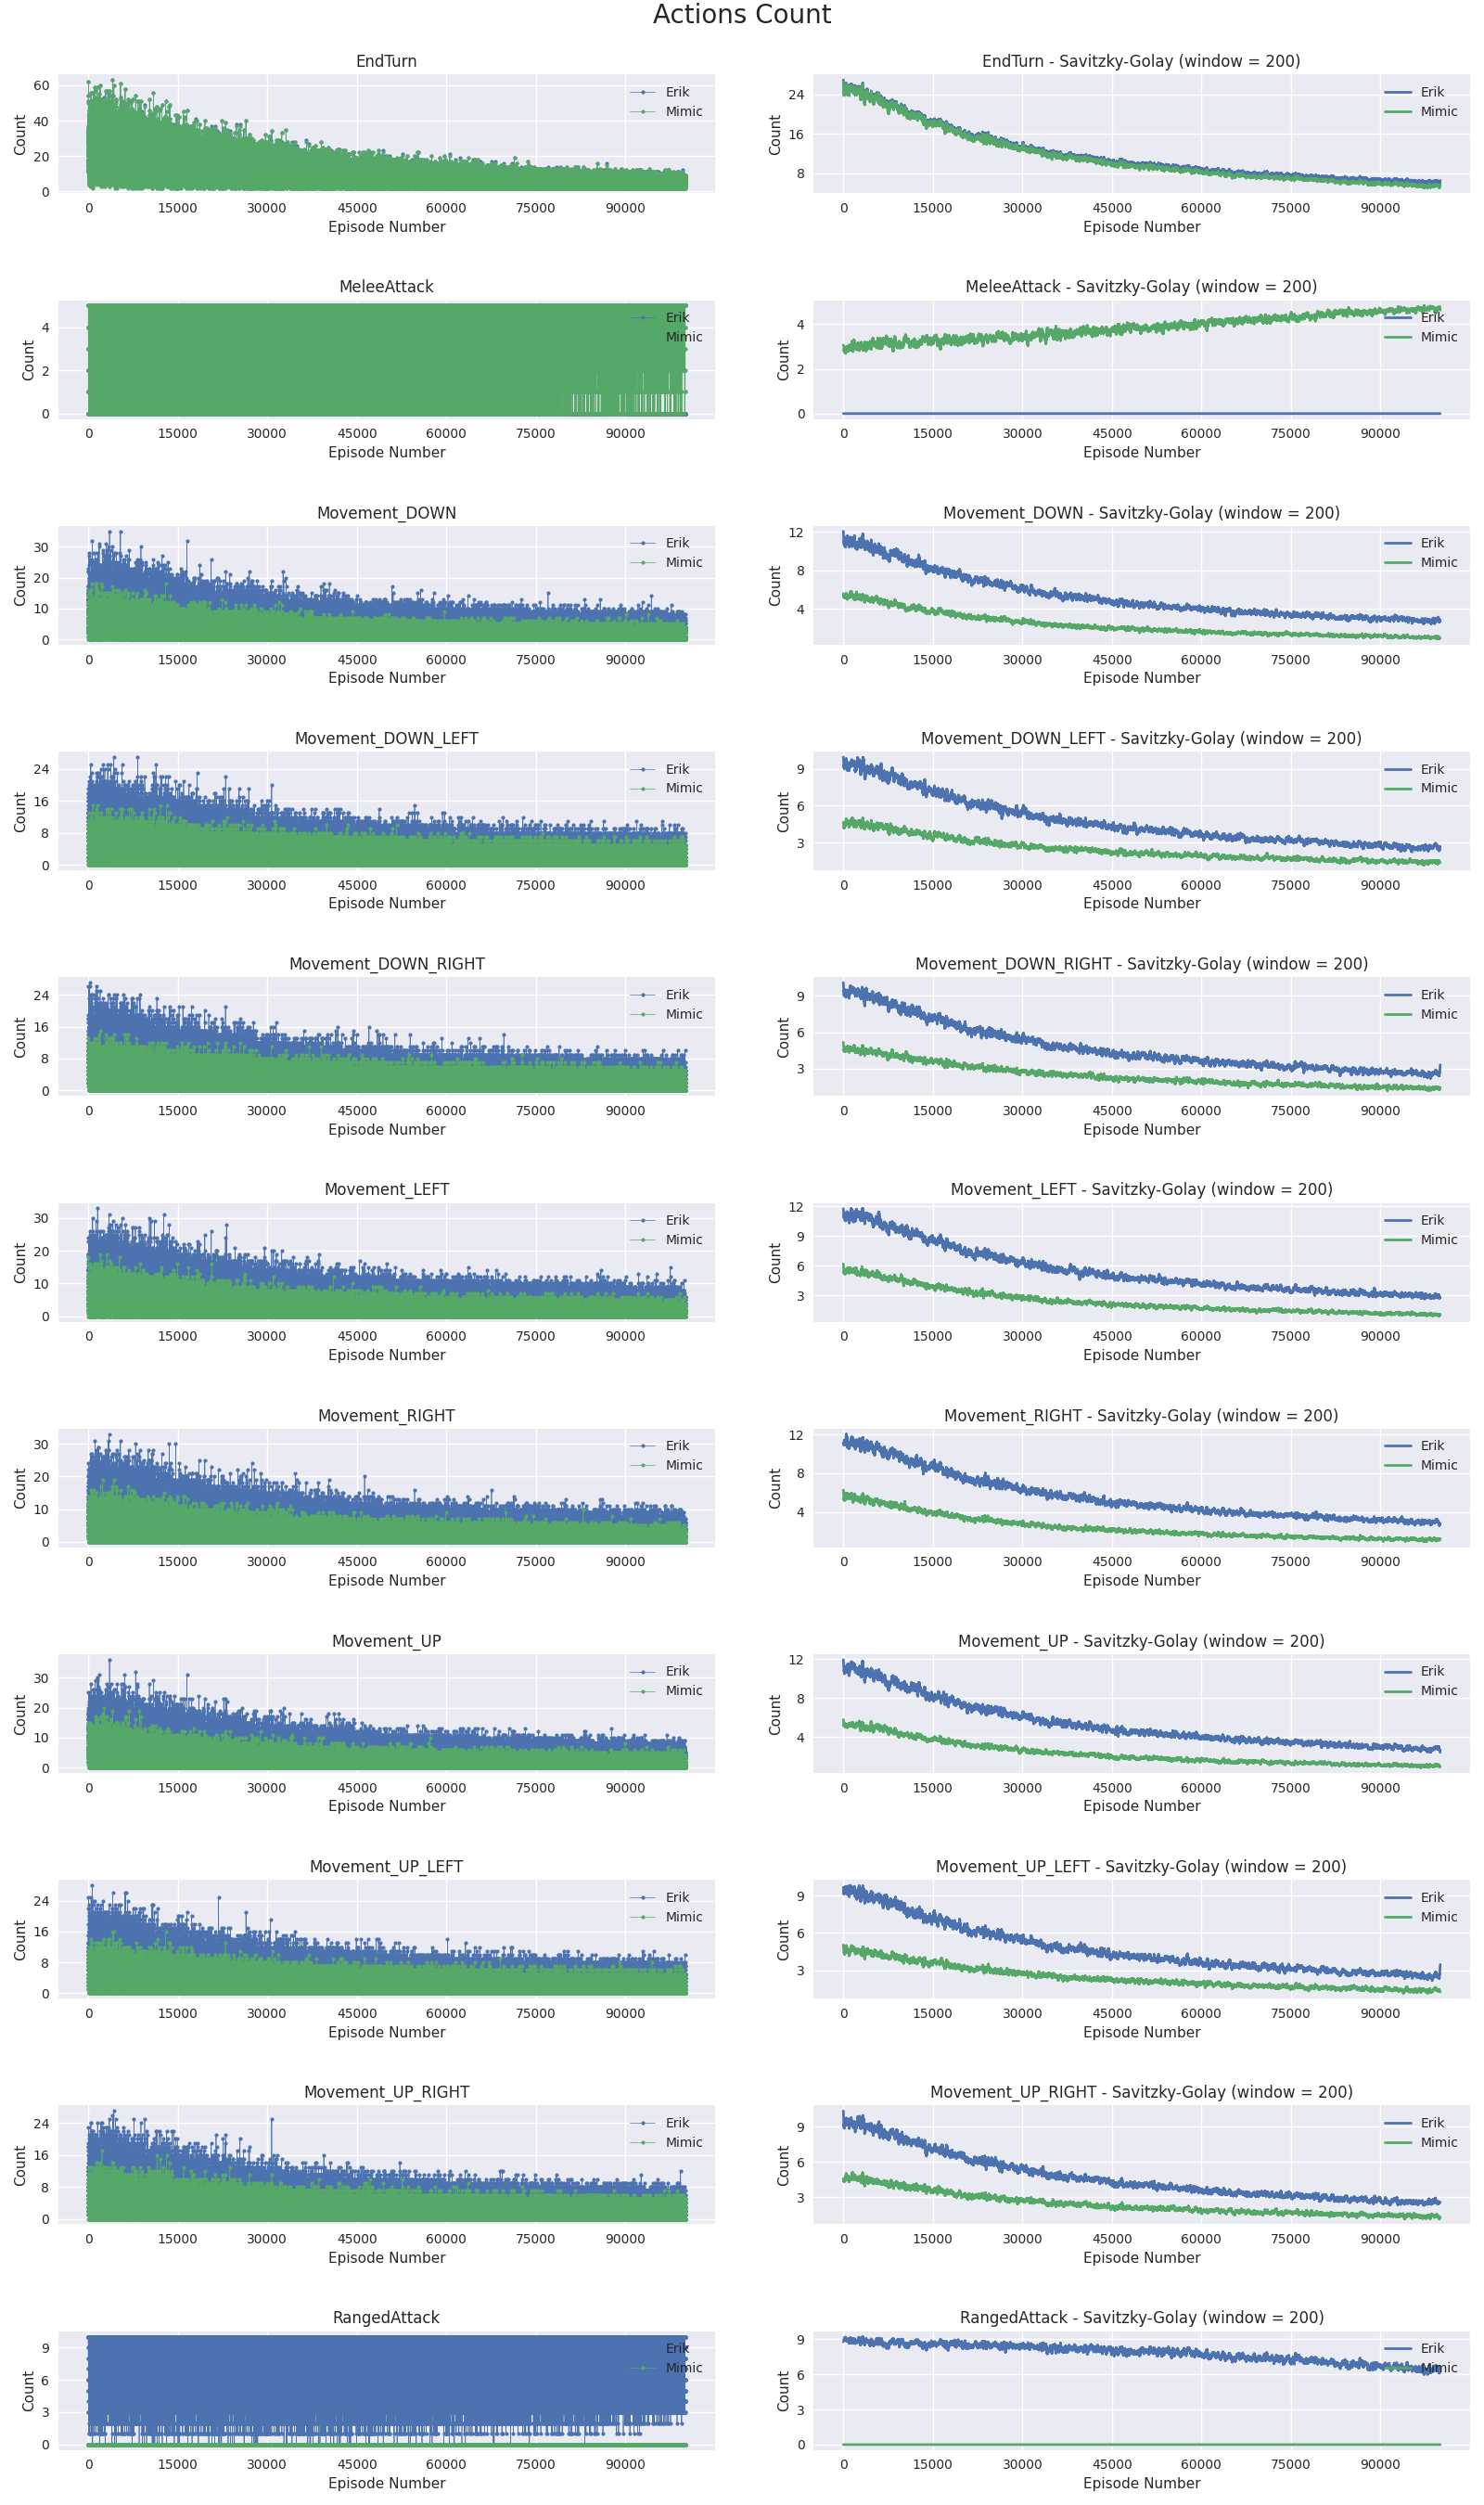 Actions Count
EndTurn
60
40
20
0
Count
Erik
Mimic
0 15000 30000 45000 60000 75000 90000
Episode Number
EndTurn - Savitzky-Golay (window = 200)
24
16
8
Count
Erik
Mimic
0 15000 30000 45000 60000 75000 90000
Episode Number
MeleeAttack
4
2
0
Count
Erik
Mimic
0 15000 30000 45000 60000 75000 90000
Episode Number
MeleeAttack - Savitzky-Golay (window = 200)
4
2
0
Count
Erik
Mimic
0 15000 30000 45000 60000 75000 90000
Episode Number
Movement_DOWN
30
20
10
0
Count
Erik
Mimic
0 15000 30000 45000 60000 75000 90000
Episode Number
Movement_DOWN - Savitzky-Golay (window = 200)
12
8
4
Count
Erik
Mimic
0 15000 30000 45000 60000 75000 90000
Episode Number
Movement_DOWN_LEFT
24
16
8
0
Count
Erik
Mimic
0 15000 30000 45000 60000 75000 90000
Episode Number
Movement_DOWN_LEFT - Savitzky-Golay (window = 200)
9
6
3
Count
Erik
Mimic
0 15000 30000 45000 60000 75000 90000
Episode Number
Movement_DOWN_RIGHT
24
16
8
0
Count
Erik
Mimic
0 15000 30000 45000 60000 75000 90000
Episode Number
Movement_DOWN_RIGHT - Savitzky-Golay (window = 200)
9
6
3
Count
Erik
Mimic
0 15000 30000 45000 60000 75000 90000
Episode Number
Movement_LEFT
30
20
10
0
Count
Erik
Mimic
0 15000 30000 45000 60000 75000 90000
Episode Number
Movement_LEFT - Savitzky-Golay (window = 200)
12
9
6
3
Count
Erik
Mimic
0 15000 30000 45000 60000 75000 90000
Episode Number
Movement_RIGHT
30
20
10
0
Count
Erik
Mimic
0 15000 30000 45000 60000 75000 90000
Episode Number
Movement_RIGHT - Savitzky-Golay (window = 200)
12
8
4
Count
Erik
Mimic
0 15000 30000 45000 60000 75000 90000
Episode Number
Movement_UP
30
20
10
0
Count
Erik
Mimic
0 15000 30000 45000 60000 75000 90000
Episode Number
Movement_UP - Savitzky-Golay (window = 200)
12
8
4
Count
Erik
Mimic
0 15000 30000 45000 60000 75000 90000
Episode Number
Movement_UP_LEFT
24
16
8
0
Count
Erik
Mimic
0 15000 30000 45000 60000 75000 90000
Episode Number
Movement_UP_LEFT - Savitzky-Golay (window = 200)
9
6
3
Count
Erik
Mimic
0 15000 30000 45000 60000 75000 90000
Episode Number
Movement_UP_RIGHT
24
16
8
0
Count
Erik
Mimic
0 15000 30000 45000 60000 75000 90000
Episode Number
Movement_UP_RIGHT - Savitzky-Golay (window = 200)
9
6
3
Count
Erik
Mimic
0 15000 30000 45000 60000 75000 90000
Episode Number
RangedAttack
9
6
3
0
Count
Erik
Mimic
0 15000 30000 45000 60000 75000 90000
Episode Number
RangedAttack - Savitzky-Golay (window = 200)
9
6
3
0
Count
Erik
Mimic
0 15000 30000 45000 60000 75000 90000
Episode Number